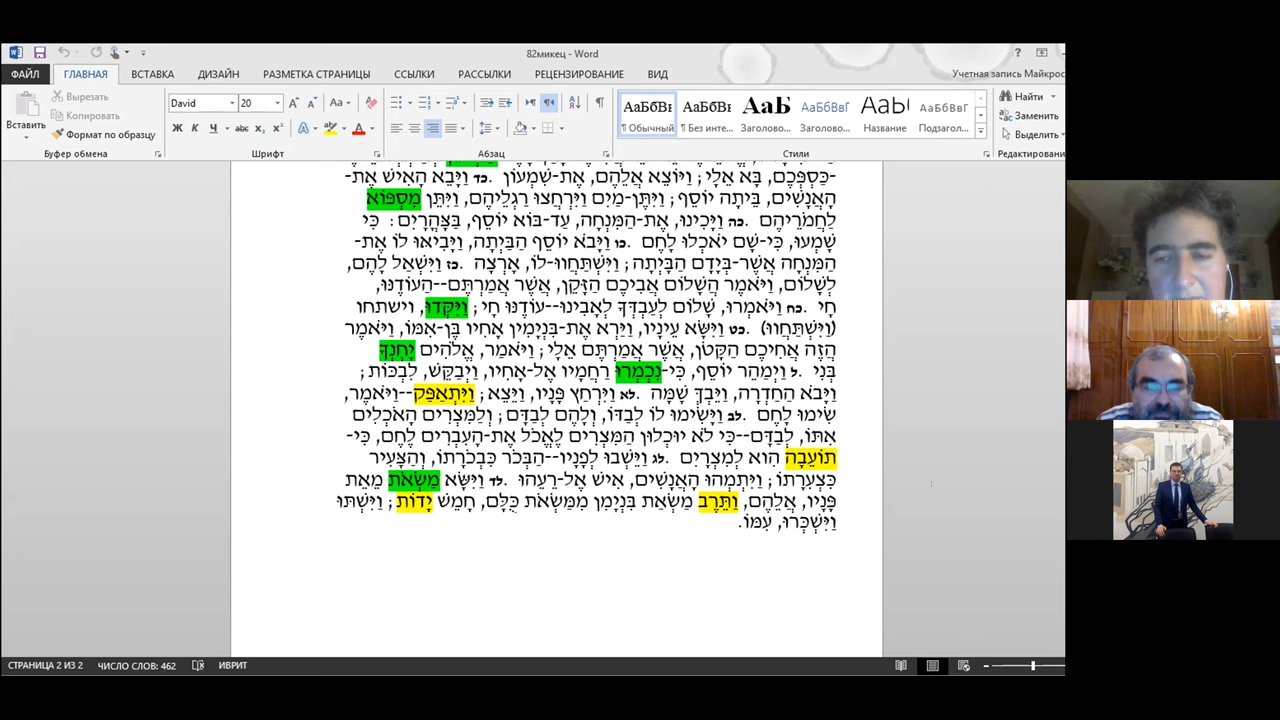 82микец - Word
ФАЙЛ ГЛАВНАЯ ВСТАВКА ДИЗАЙН РАЗМЕТКА СТРАНИЦЫ ССЫЛКИ РАССЫЛКИ РЕЦЕНЗИРОВАНИЕ ВИД Учетная запись Майкрос
Вставить
Вырезать
Копировать
Формат по образцу
Буфер обмена
David 20
Шрифт
Абзац
АаБбВг АаБбВг АаБ АаБбВвГ АаЫ АаБбВвГ
¶ Обычный ¶ Без инте... Заголово... Заголово... Название Подзагол...
Стили
Найти
Заменить
Выделить
Редактировани
-כַּסְפְּכֶם, בָּא אֵלָי; וַיּוֹצֵא אֲלֵהֶם, אֶת-שִׁמְעוֹן כד וַיָּבֵא הָאִישׁ אֶת-
הָאֲנָשִׁים, בֵּיתָה יוֹסֵף; וַיִּתֶּן-מַיִם וַיִּרְחֲצוּ רַגְלֵיהֶם, וַיִּתֵּן מִסְפּוֹא
לַחֲמֹרֵיהֶם .כה וַיָּכִינוּ, אֶת-הַמִּנְחָה, עַד-בּוֹא יוֹסֵף, בַּצָּהֳרָיִם: כִּי
שָׁמְעוּ, כִּי-שָׁם יֹאכְלוּ לָחֶם .כו וַיָּבֹא יוֹסֵף הַבַּיְתָה, וַיָּבִיאוּ לוֹ אֶת-
הַמִּנְחָה אֲשֶׁר-בְּיָדָם הַבָּיְתָה; וַיִּשְׁתַּחֲווּ-לוֹ, אָרְצָה .כז וַיִּשְׁאַל לָהֶם,
לְשָׁלוֹם, וַיֹּאמֶר הֲשָׁלוֹם אֲבִיכֶם הַזָּקֵן, אֲשֶׁר אֲמַרְתֶּם--הַעוֹדֶנּוּ,
חָי .כח וַיֹּאמְרוּ, שָׁלוֹם לְעַבְדְּךָ לְאָבִינוּ--עוֹדֶנּוּ חָי; וַיִּקְּדוּ, וישתחו
(וַיִּשְׁתַּחֲווּ) .כט וַיִּשָּׂא עֵינָיו, וַיַּרְא אֶת-בִּנְיָמִין אָחִיו בֶּן-אִמּוֹ, וַיֹּאמֶר
הֲזֶה אֲחִיכֶם הַקָּטֹן, אֲשֶׁר אֲמַרְתֶּם אֵלָי; וַיֹּאמַר, אֱלֹהִים יָחְנְךָ
בְּנִי .ל וַיְמַהֵר יוֹסֵף, כִּי-נִכְמְרוּ רַחֲמָיו אֶל-אָחִיו, וַיְבַקֵּשׁ, לִבְכּוֹת;
וַיָּבֹא הַחַדְרָה, וַיֵּבְךְּ שָׁמָּה .לא וַיִּרְחַץ פָּנָיו, וַיֵּצֵא; וַיִּתְאַפַּק--וַיֹּאמֶר,
שִׂימוּ לָחֶם .לב וַיָּשִׂימוּ לוֹ לְבַדּוֹ, וְלָהֶם לְבַדָּם; וְלַמִּצְרִים הָאֹכְלִים
אִתּוֹ, לְבַדָּם--כִּי לֹא יוּכְלוּן הַמִּצְרִים לֶאֱכֹל אֶת-הָעִבְרִים לֶחֶם, כִּי-
תוֹעֵבָה הִוא לְמִצְרָיִם .לג וַיֵּשְׁבוּ לְפָנָיו--הַבְּכֹר כִּבְכֹרָתוֹ, וְהַצָּעִיר
כִּצְעִרָתוֹ; וַיִּתְמְהוּ הָאֲנָשִׁים, אִישׁ אֶל-רֵעֵהוּ .לד וַיִּשָּׂא מַשְׂאֹת מֵאֵת
פָּנָיו, אֲלֵהֶם, וַתֵּרֶב מַשְׂאַת בִּנְיָמִן מִמַּשְׂאֹת כֻּלָּם, חָמֵשׁ יָדוֹת; וַיִּשְׁתּוּ
וַיִּשְׁכְּרוּ, עִמּוֹ.
СТРАНИЦА 2 ИЗ 2 ЧИСЛО СЛОВ: 462 ИВРИТ